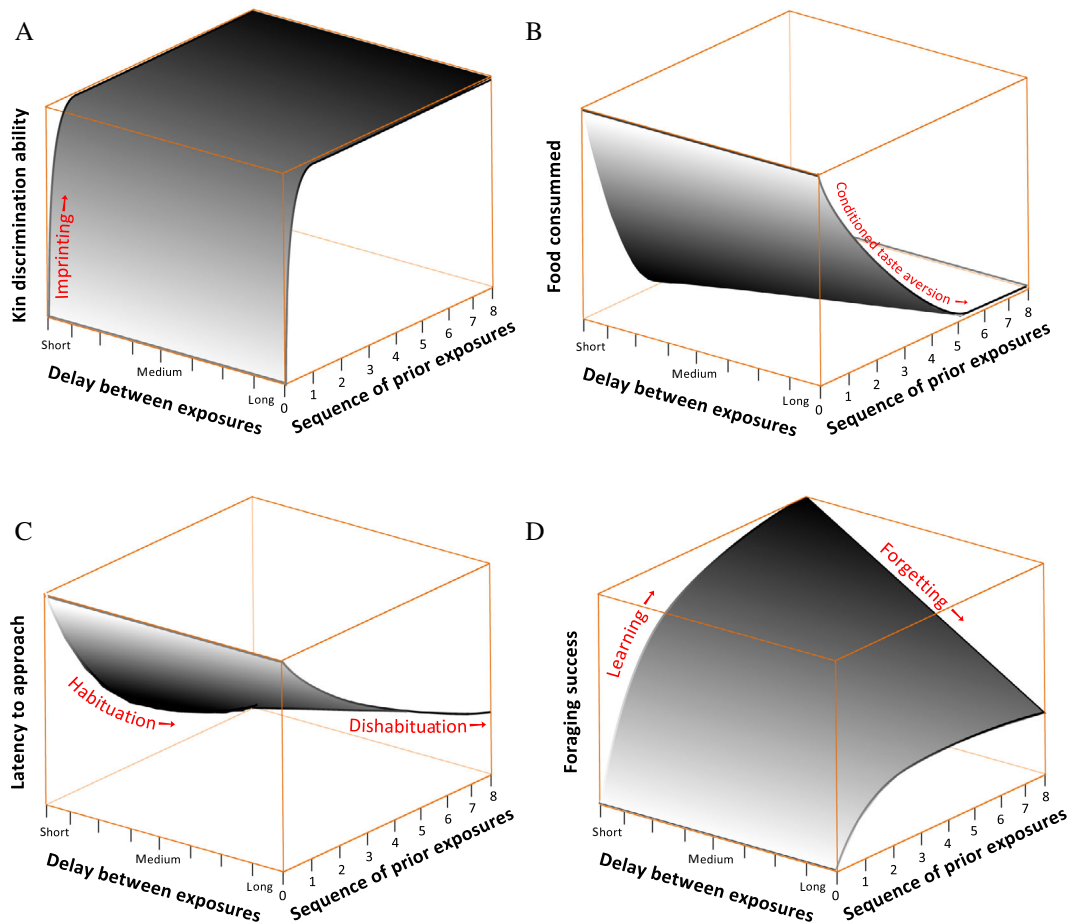 A
Kin discrimination ability
Imprinting →
Short
Medium
Long
Delay between exposures
0
1
2
3
4
5
6
7
8
Sequence of prior exposures
B
Food consummed
Conditioned taste aversion →
Short
Medium
Long
Delay between exposures
0
1
2
3
4
5
6
7
8
Sequence of prior exposures
C
Latency to approach
Habituation →
Dishabituation →
Short
Medium
Long
Delay between exposures
0
1
2
3
4
5
6
7
8
Sequence of prior exposures
D
Foraging success
Learning →
Forgetting →
Short
Medium
Long
Delay between exposures
0
1
2
3
4
5
6
7
8
Sequence of prior exposures